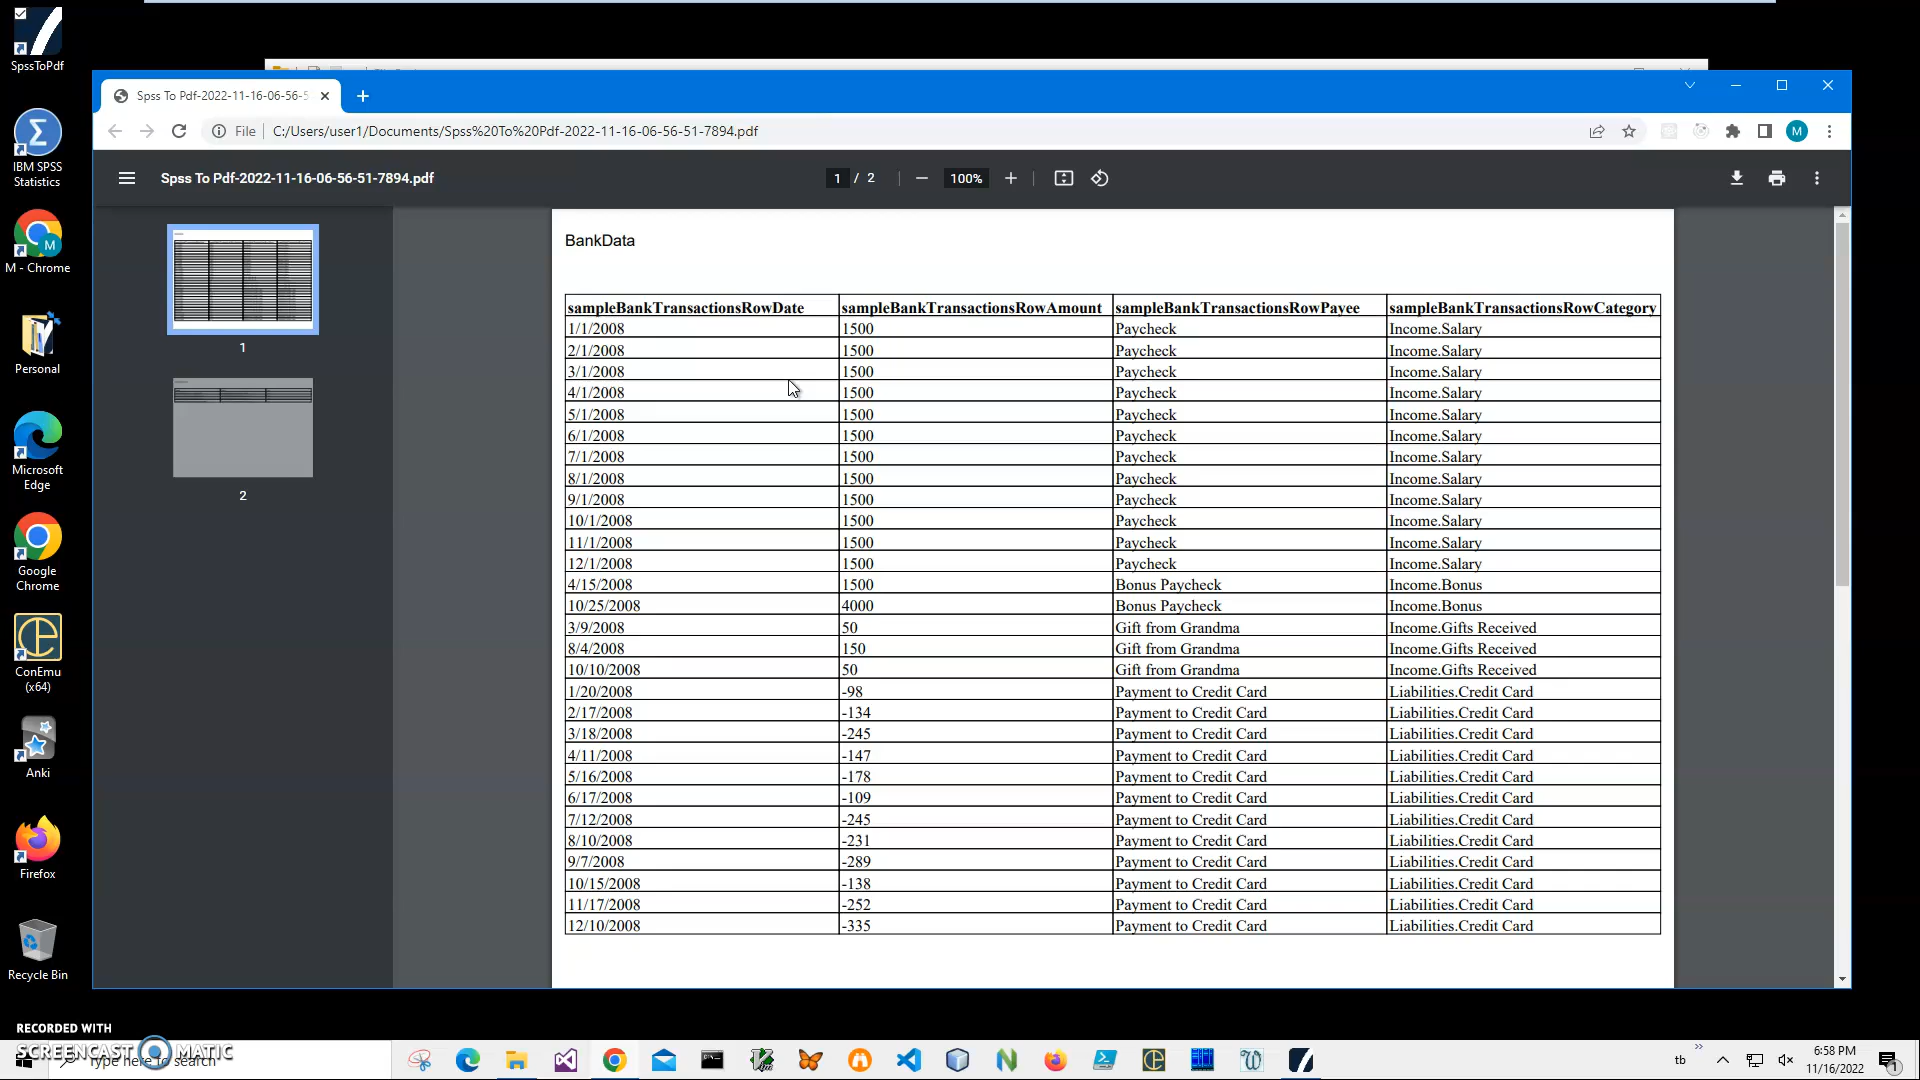 SpssToPdf
IBM SPSS
Statistics
M - Chrome
Personal
Microsoft
Edge
Google
Chrome
ConEmu
(x64)
Anki
Firefox
Recycle Bin
Spss To Pdf-2022-11-16-06-56-5
File C:/Users/user1/Documents/Spss%20To%20Pdf-2022-11-16-06-56-51-7894.pdf M
Spss To Pdf-2022-11-16-06-56-51-7894.pdf 1 / 2 100%
1
2
BankData
sampleBankTransactionsRowDate sampleBankTransactionsRowAmount sampleBankTransactionsRowPayee sampleBankTransactionsRowCategory
1/1/2008 1500 Paycheck Income.Salary
2/1/2008 1500 Paycheck Income.Salary
3/1/2008 1500 Paycheck Income.Salary
4/1/2008 1500 Paycheck Income.Salary
5/1/2008 1500 Paycheck Income.Salary
6/1/2008 1500 Paycheck Income.Salary
7/1/2008 1500 Paycheck Income.Salary
8/1/2008 1500 Paycheck Income.Salary
9/1/2008 1500 Paycheck Income.Salary
10/1/2008 1500 Paycheck Income.Salary
11/1/2008 1500 Paycheck Income.Salary
12/1/2008 1500 Paycheck Income.Salary
4/15/2008 1500 Bonus Paycheck Income.Bonus
10/25/2008 4000 Bonus Paycheck Income.Bonus
3/9/2008 50 Gift from Grandma Income.Gifts Received
8/4/2008 150 Gift from Grandma Income.Gifts Received
10/10/2008 50 Gift from Grandma Income.Gifts Received
1/20/2008 -98 Payment to Credit Card Liabilities.Credit Card
2/17/2008 -134 Payment to Credit Card Liabilities.Credit Card
3/18/2008 -245 Payment to Credit Card Liabilities.Credit Card
4/11/2008 -147 Payment to Credit Card Liabilities.Credit Card
5/16/2008 -178 Payment to Credit Card Liabilities.Credit Card
6/17/2008 -109 Payment to Credit Card Liabilities.Credit Card
7/12/2008 -245 Payment to Credit Card Liabilities.Credit Card
8/10/2008 -231 Payment to Credit Card Liabilities.Credit Card
9/7/2008 -289 Payment to Credit Card Liabilities.Credit Card
10/15/2008 -138 Payment to Credit Card Liabilities.Credit Card
11/17/2008 -252 Payment to Credit Card Liabilities.Credit Card
12/10/2008 -335 Payment to Credit Card Liabilities.Credit Card
RECORDED WITH
SCREENCAST MATIC
Type here to search
tb
6:58 PM
11/16/2022
1